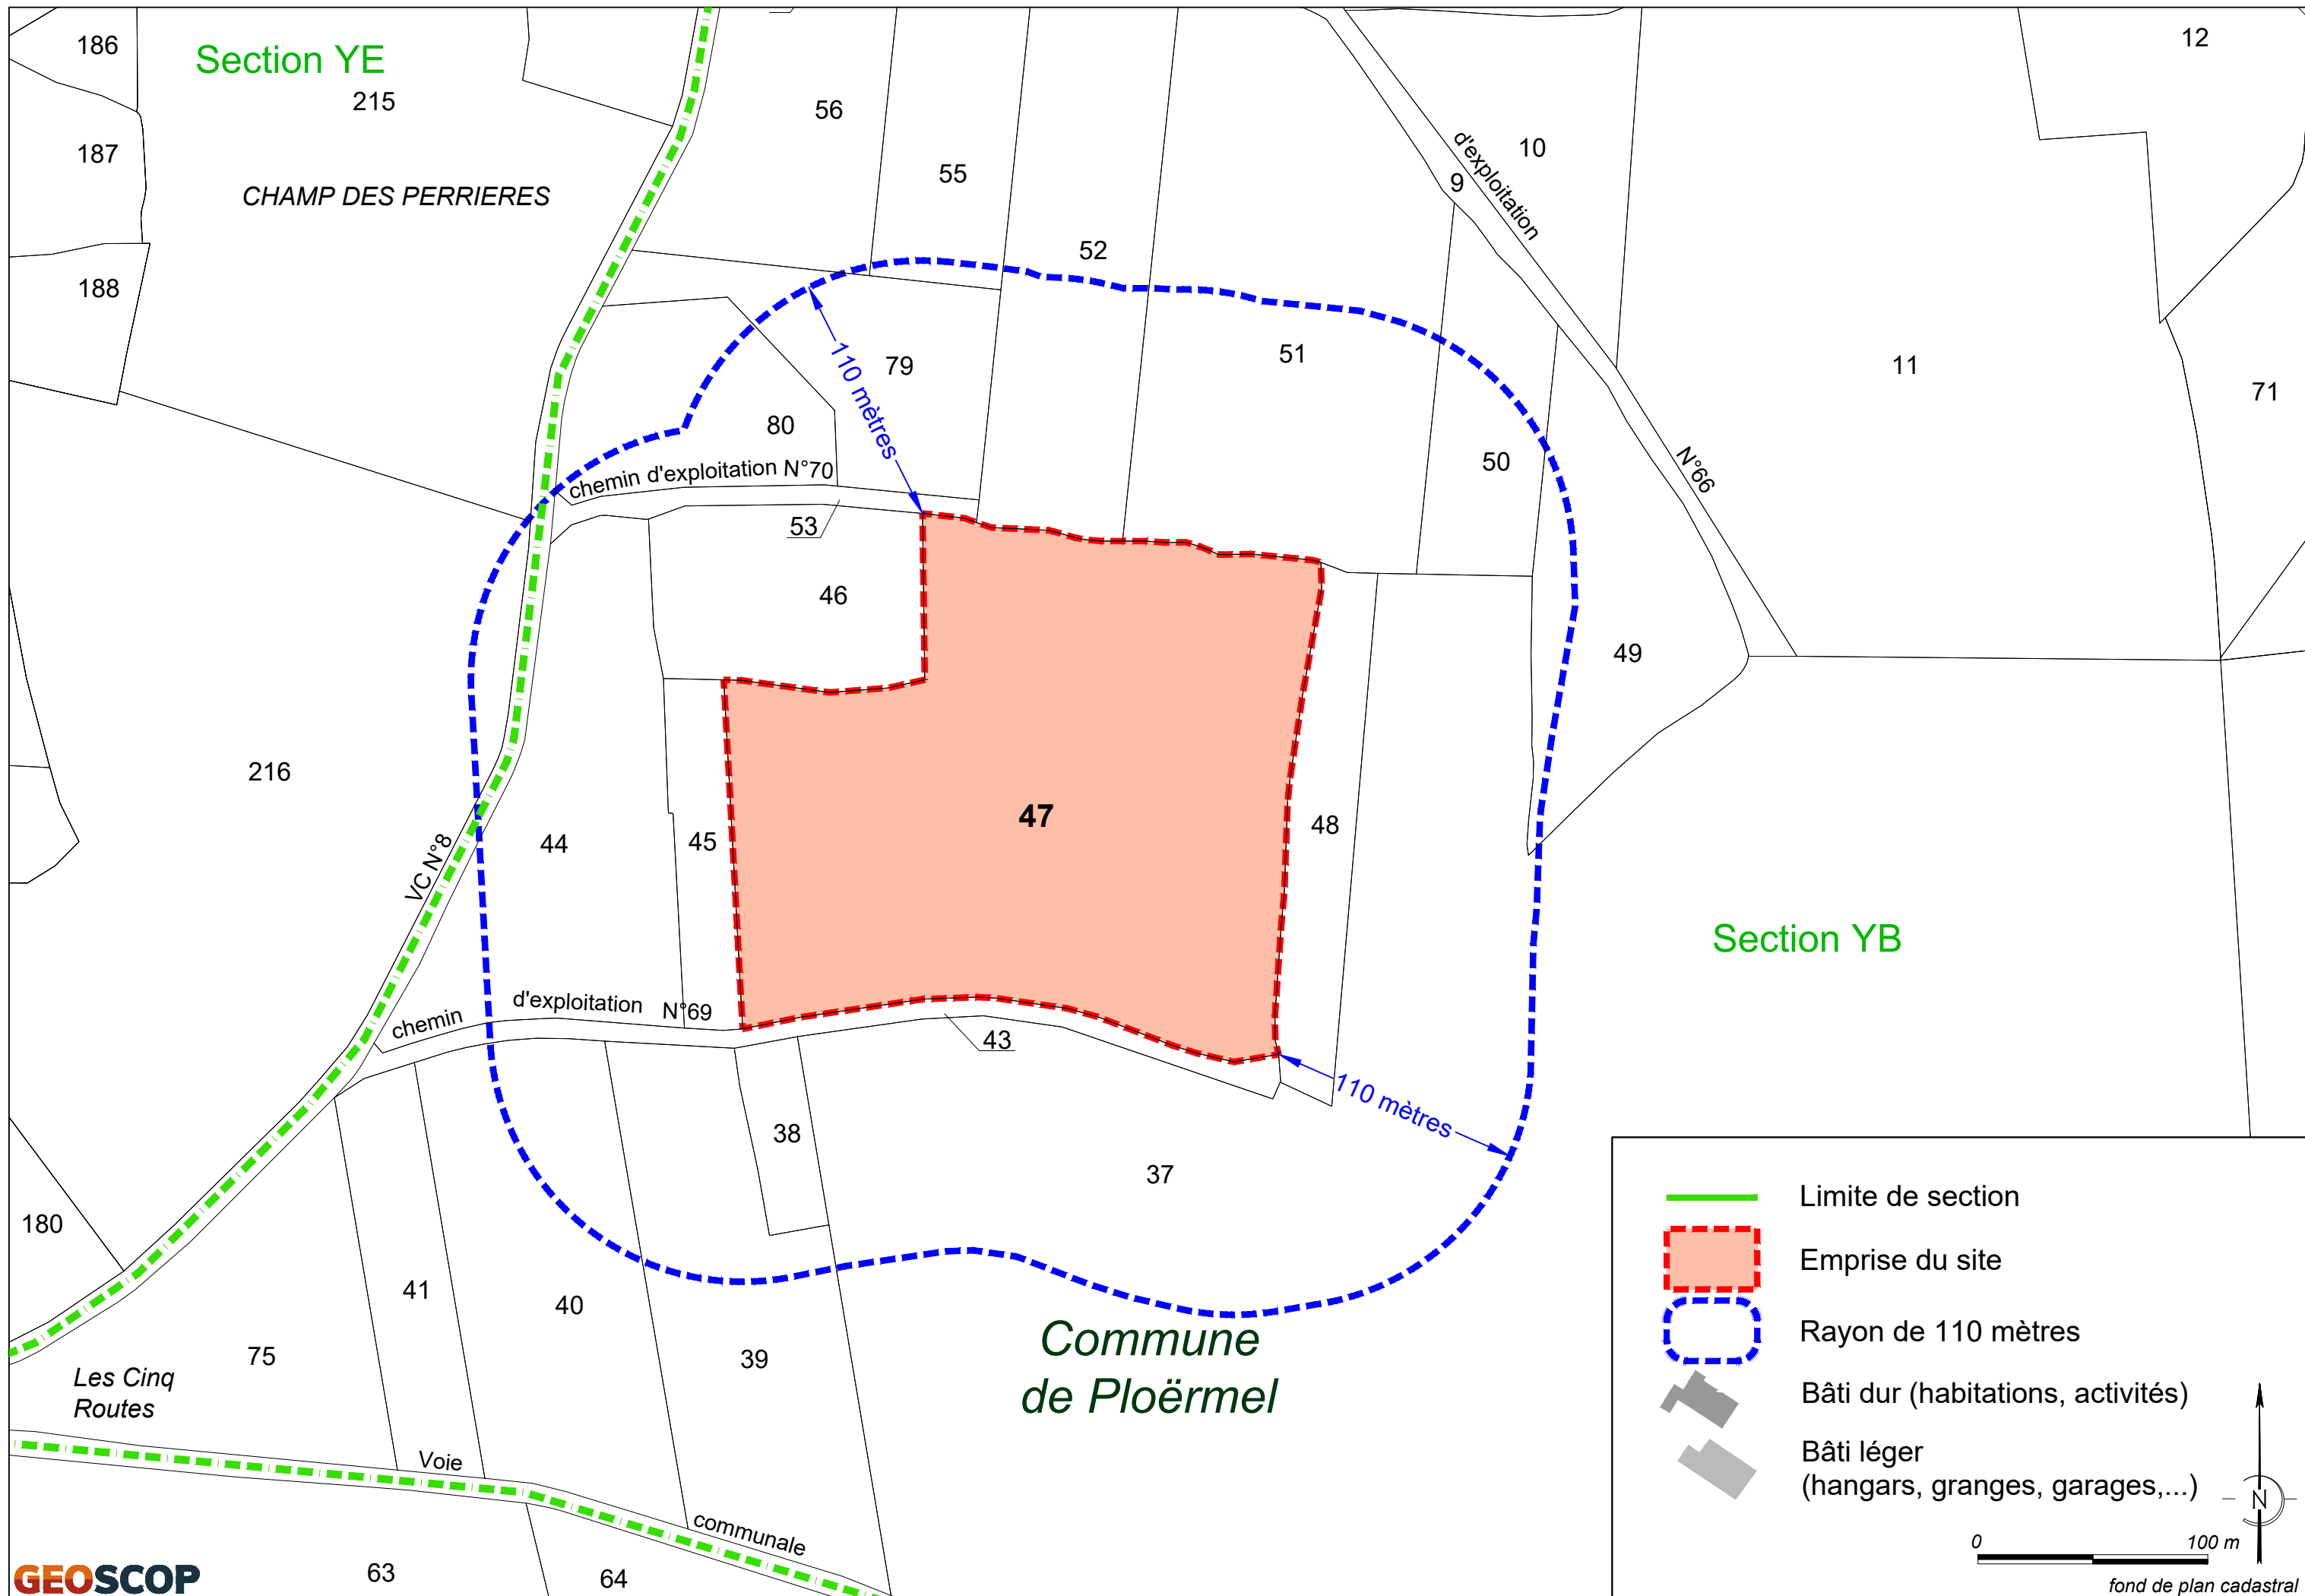 186
Section YE
215
56
12
187
10
d'exploitation
55
9
CHAMP DES PERRIERES
52
188
51
11
79
110 mètres
71
80
50
chemin d'exploitation N°70
N°66
53
46
49
216
47
48
VC N°8
44
45
Section YB
d'exploitation
N°69
chemin
43
110 mètres
38
37
180
41
40
75
39
Les Cinq
Routes
Commune
de Ploërmel
Voie
communale
63
64
GEOSCOP
Limite de section
Emprise du site
Rayon de 110 mètres
Bâti dur (habitations, activités)
Bâti léger
(hangars, granges, garages,...)
N
0
100 m
fond de plan cadastral